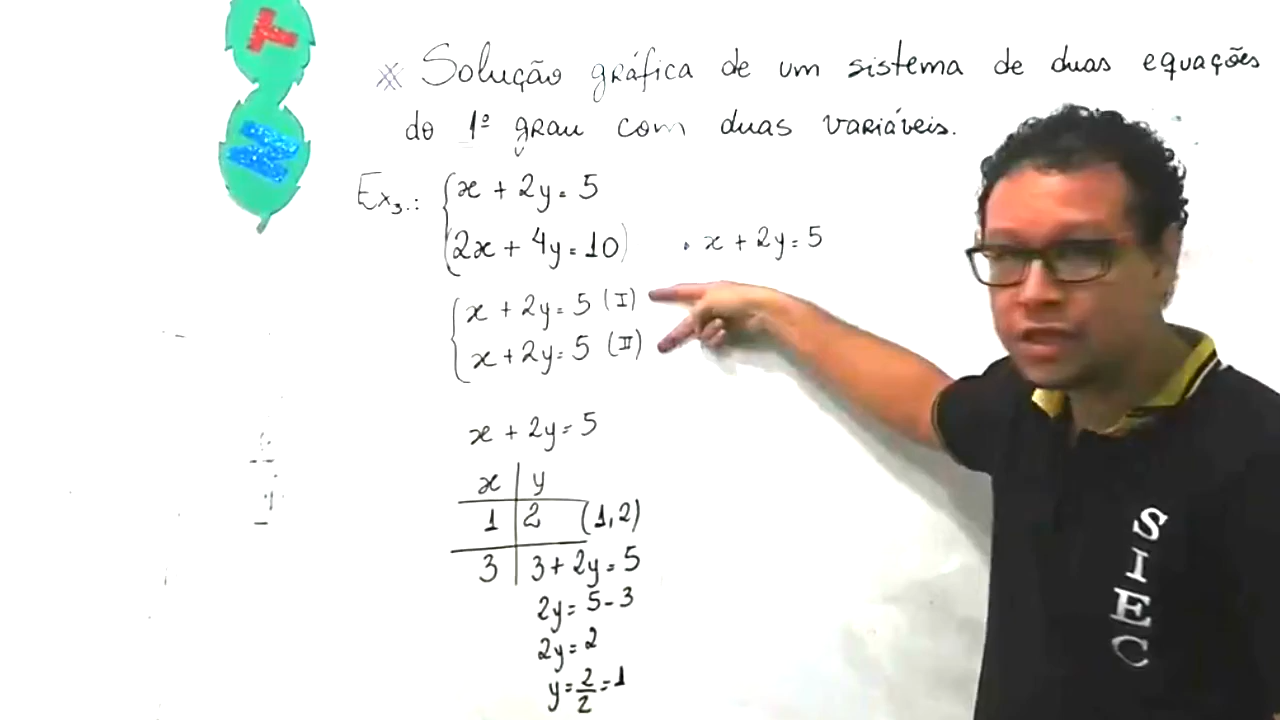 T
N
* Solução gráfica de um sistema de duas equações
do 1º grau com duas variáveis.
Ex3.: { x + 2y = 5
2x + 4y = 10 ) . x + 2y = 5
{ x + 2y = 5 (I)
x + 2y = 5 (II)
x + 2y = 5
x | y
1 | 2 (1,2)
3 | 3 + 2y = 5
2y = 5 - 3
2y = 2
y = 2/2 = 1
SIEC